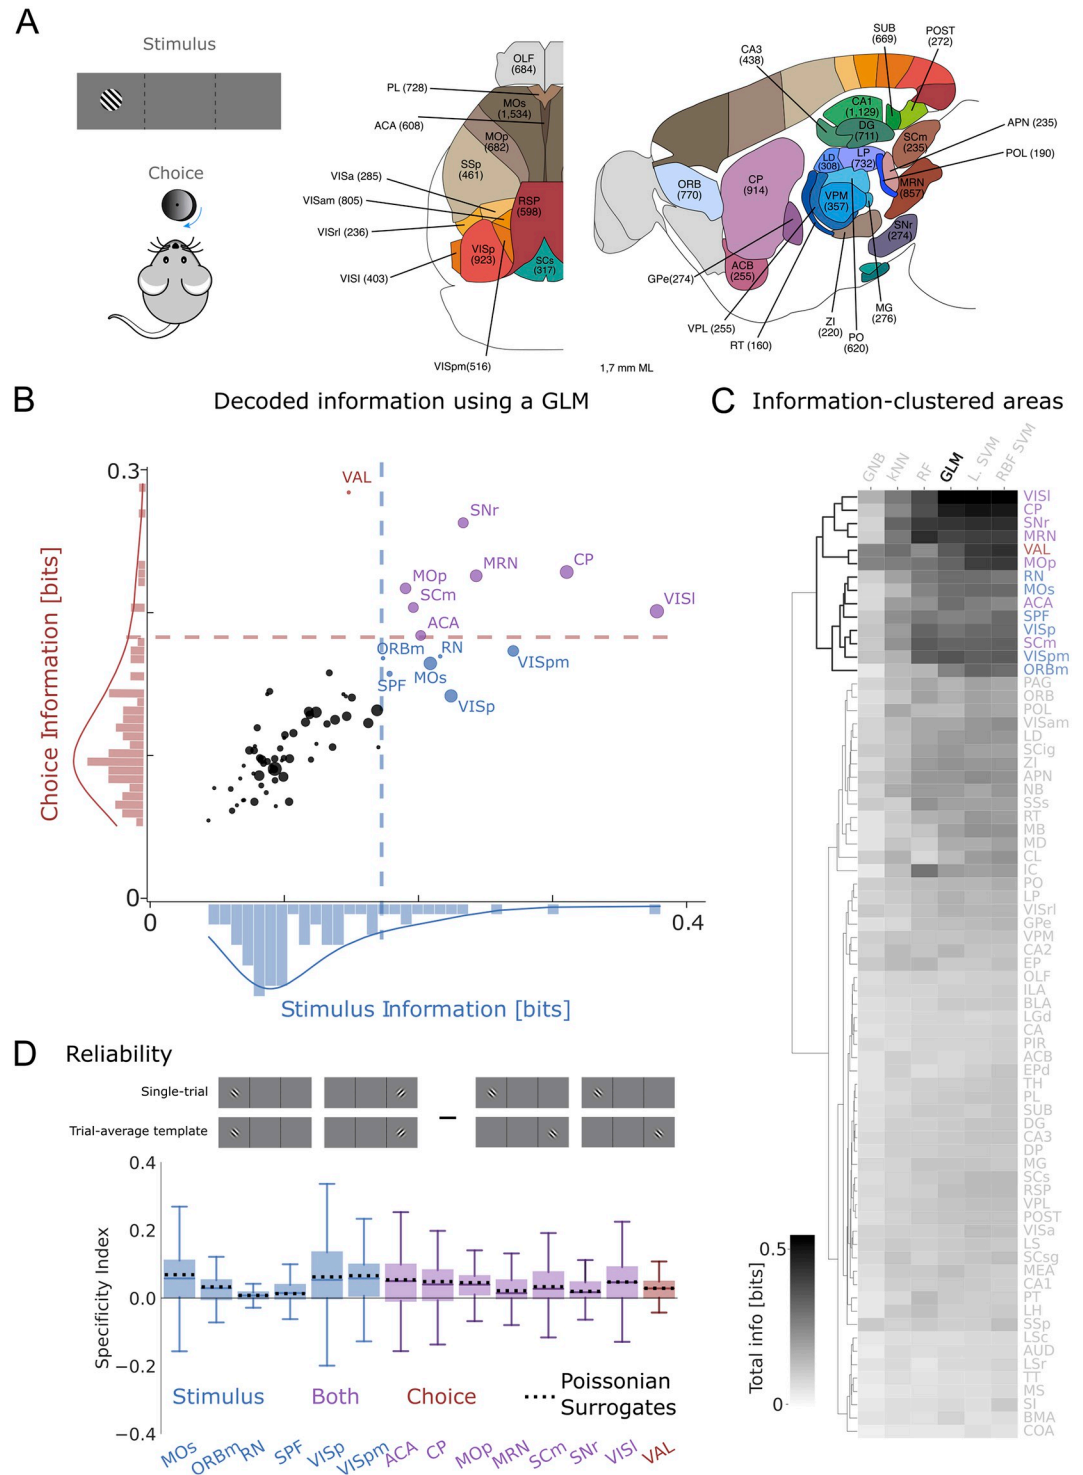 A
Stimulus
Choice
OLF
(684)
PL (728)
MOs
(1,534)
ACA (608)
MOp
(682)
SSp
(461)
VISa (285)
VISam (805)
RSP
(598)
VISrl (236)
VISp
(923)
SCs
(317)
VISl (403)
VISpm(516)
SUB
(669)
POST
(272)
CA3
(438)
CA1
(1,129)
DG
(711)
SCm
(235)
APN (235)
POL (190)
LD
(308)
LP
(732)
ORB
(770)
CP
(914)
VPM
(357)
MRN
(857)
SNr
(274)
GPe(274)
ACB
(255)
VPL (255)
RT (160)
ZI
(220)
PO
(620)
MG
(276)
1,7 mm ML
B
Decoded information using a GLM
0.3
Choice Information [bits]
VAL
SNr
MRN
CP
MOp
SCm
VISl
ACA
ORBm
RN
VISpm
MOs
SPF
VISp
0
0
0.4
Stimulus Information [bits]
C
Information-clustered areas
GNB
kNN
RF
GLM
L. SVM
RBF SVM
VISl
CP
SNr
MRN
VAL
MOp
RN
MOs
ACA
SPF
VISp
SCm
VISpm
ORBm
PAG
ORB
POL
VISam
LD
SCig
ZI
APN
NB
SSs
RT
MB
MD
CL
IC
PO
LP
VISrl
GPe
VPM
CA2
EP
OLF
ILA
BLA
LGd
CA
PIR
ACB
EPd
TH
PL
SUB
DG
CA3
DP
MG
SCs
RSP
VPL
POST
VISa
LS
SCsg
MEA
CA1
PT
LH
SSp
LSc
AUD
LSr
TT
MS
SI
BMA
COA
0.5
Total info [bits]
0
D
Reliability
Single-trial
Trial-average template
−
0.4
0.2
0.0
−0.2
−0.4
Specificity Index
Stimulus
Both
Choice
Poissonian
Surrogates
MOs
ORBm
RN
SPF
VISp
VISpm
ACA
CP
MOp
MRN
SCm
SNr
VISl
VAL